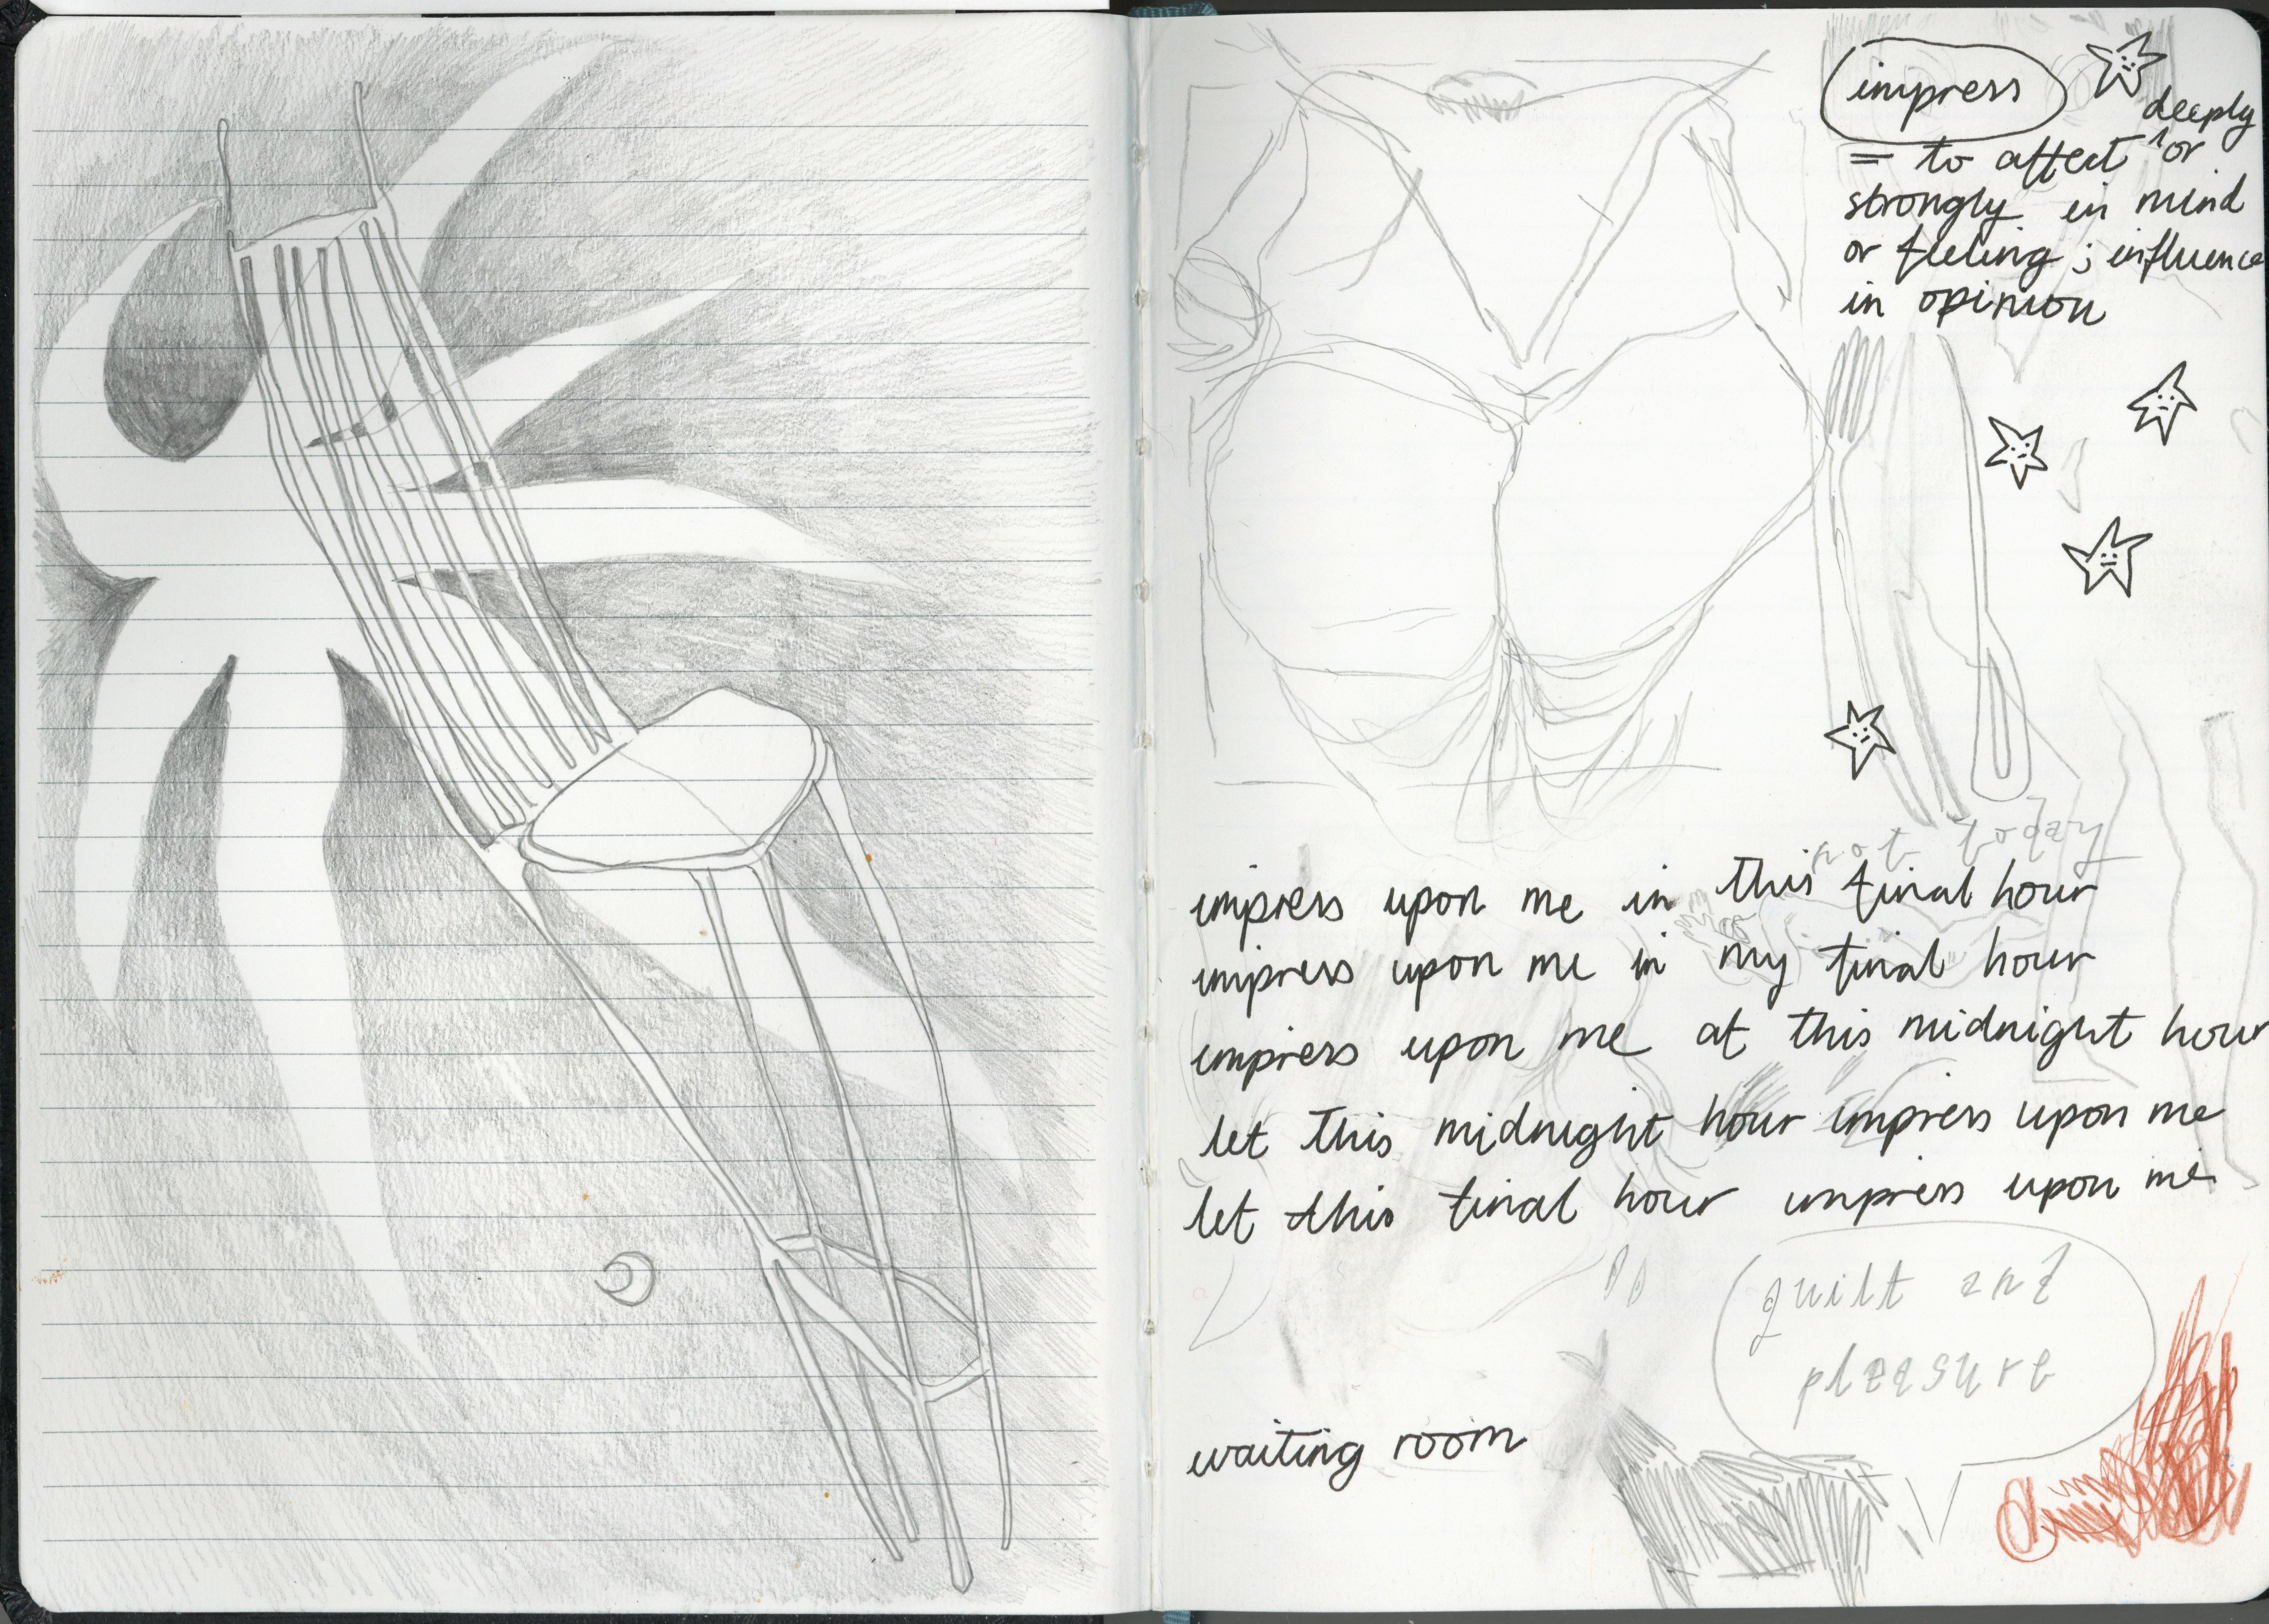 impress
deeply
= to affect ^ or
strongly in mind
or feeling ; influence
in opinion
not today
impress upon me in this final hour
impress upon me in my final hour
impress upon me at this midnight hour
let this midnight hour impress upon me
let this final hour impress upon me
guilt and
pleasure
waiting room